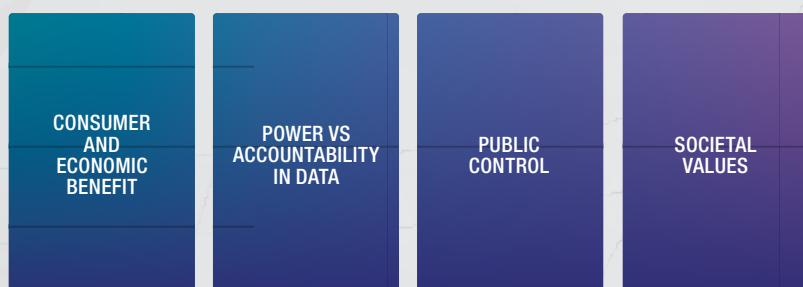 CONSUMER
AND
ECONOMIC
BENEFIT
POWER VS
ACCOUNTABILITY
IN DATA
PUBLIC
CONTROL
SOCIETAL
VALUES